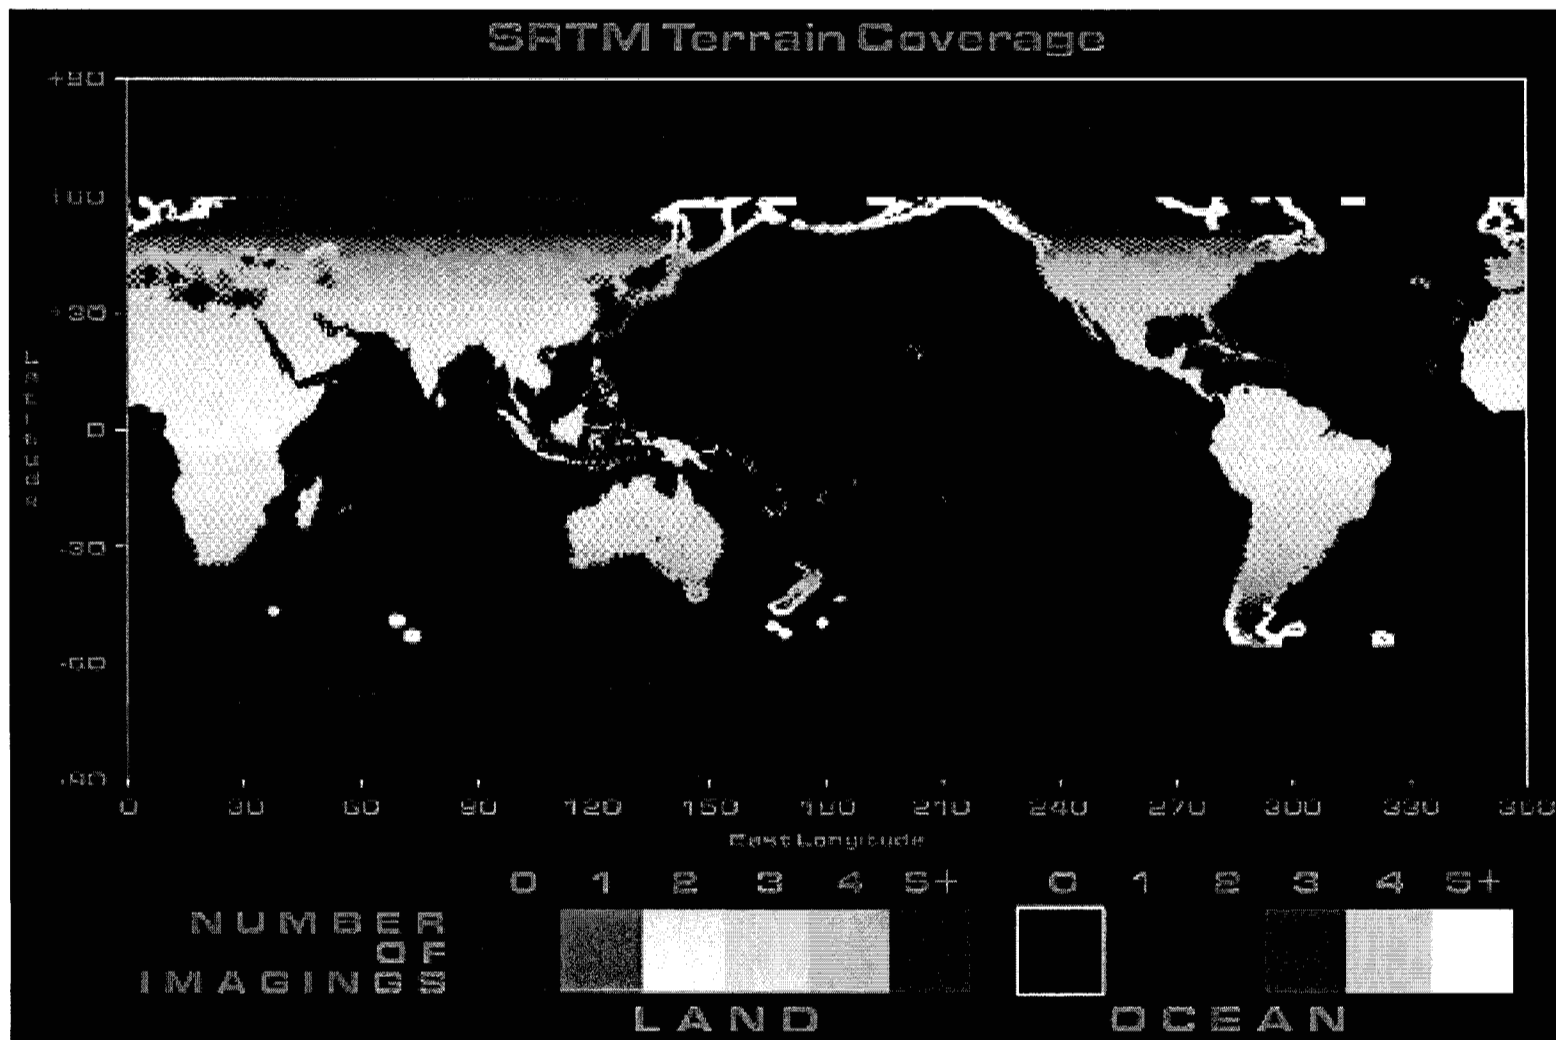 SRTM Terrain Coverage
+90
+30
0
-30
-60
-90
0 30 60 90 120 150 180 210 240 270 300 330 360
East Longitude
0 1 2 3 4 5+ 0 1 2 3 4 5+
NUMBER
OF
IMAGINGS
LAND OCEAN